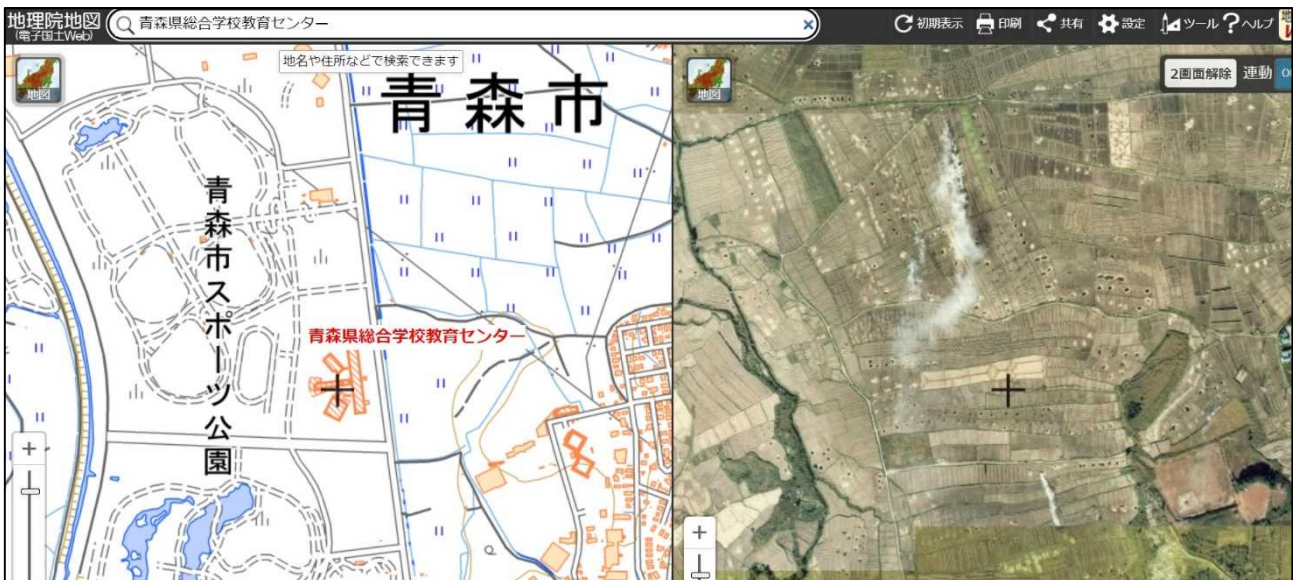 地理院地図
(電子国土Web)
青森県総合学校教育センター
×
初期表示
印刷
共有
設定
ツール
?ヘルプ
地名や住所などで検索できます
地図
青森市
青森市スポーツ公園
青森県総合学校教育センター
+
地図
2画面解除
連動
+